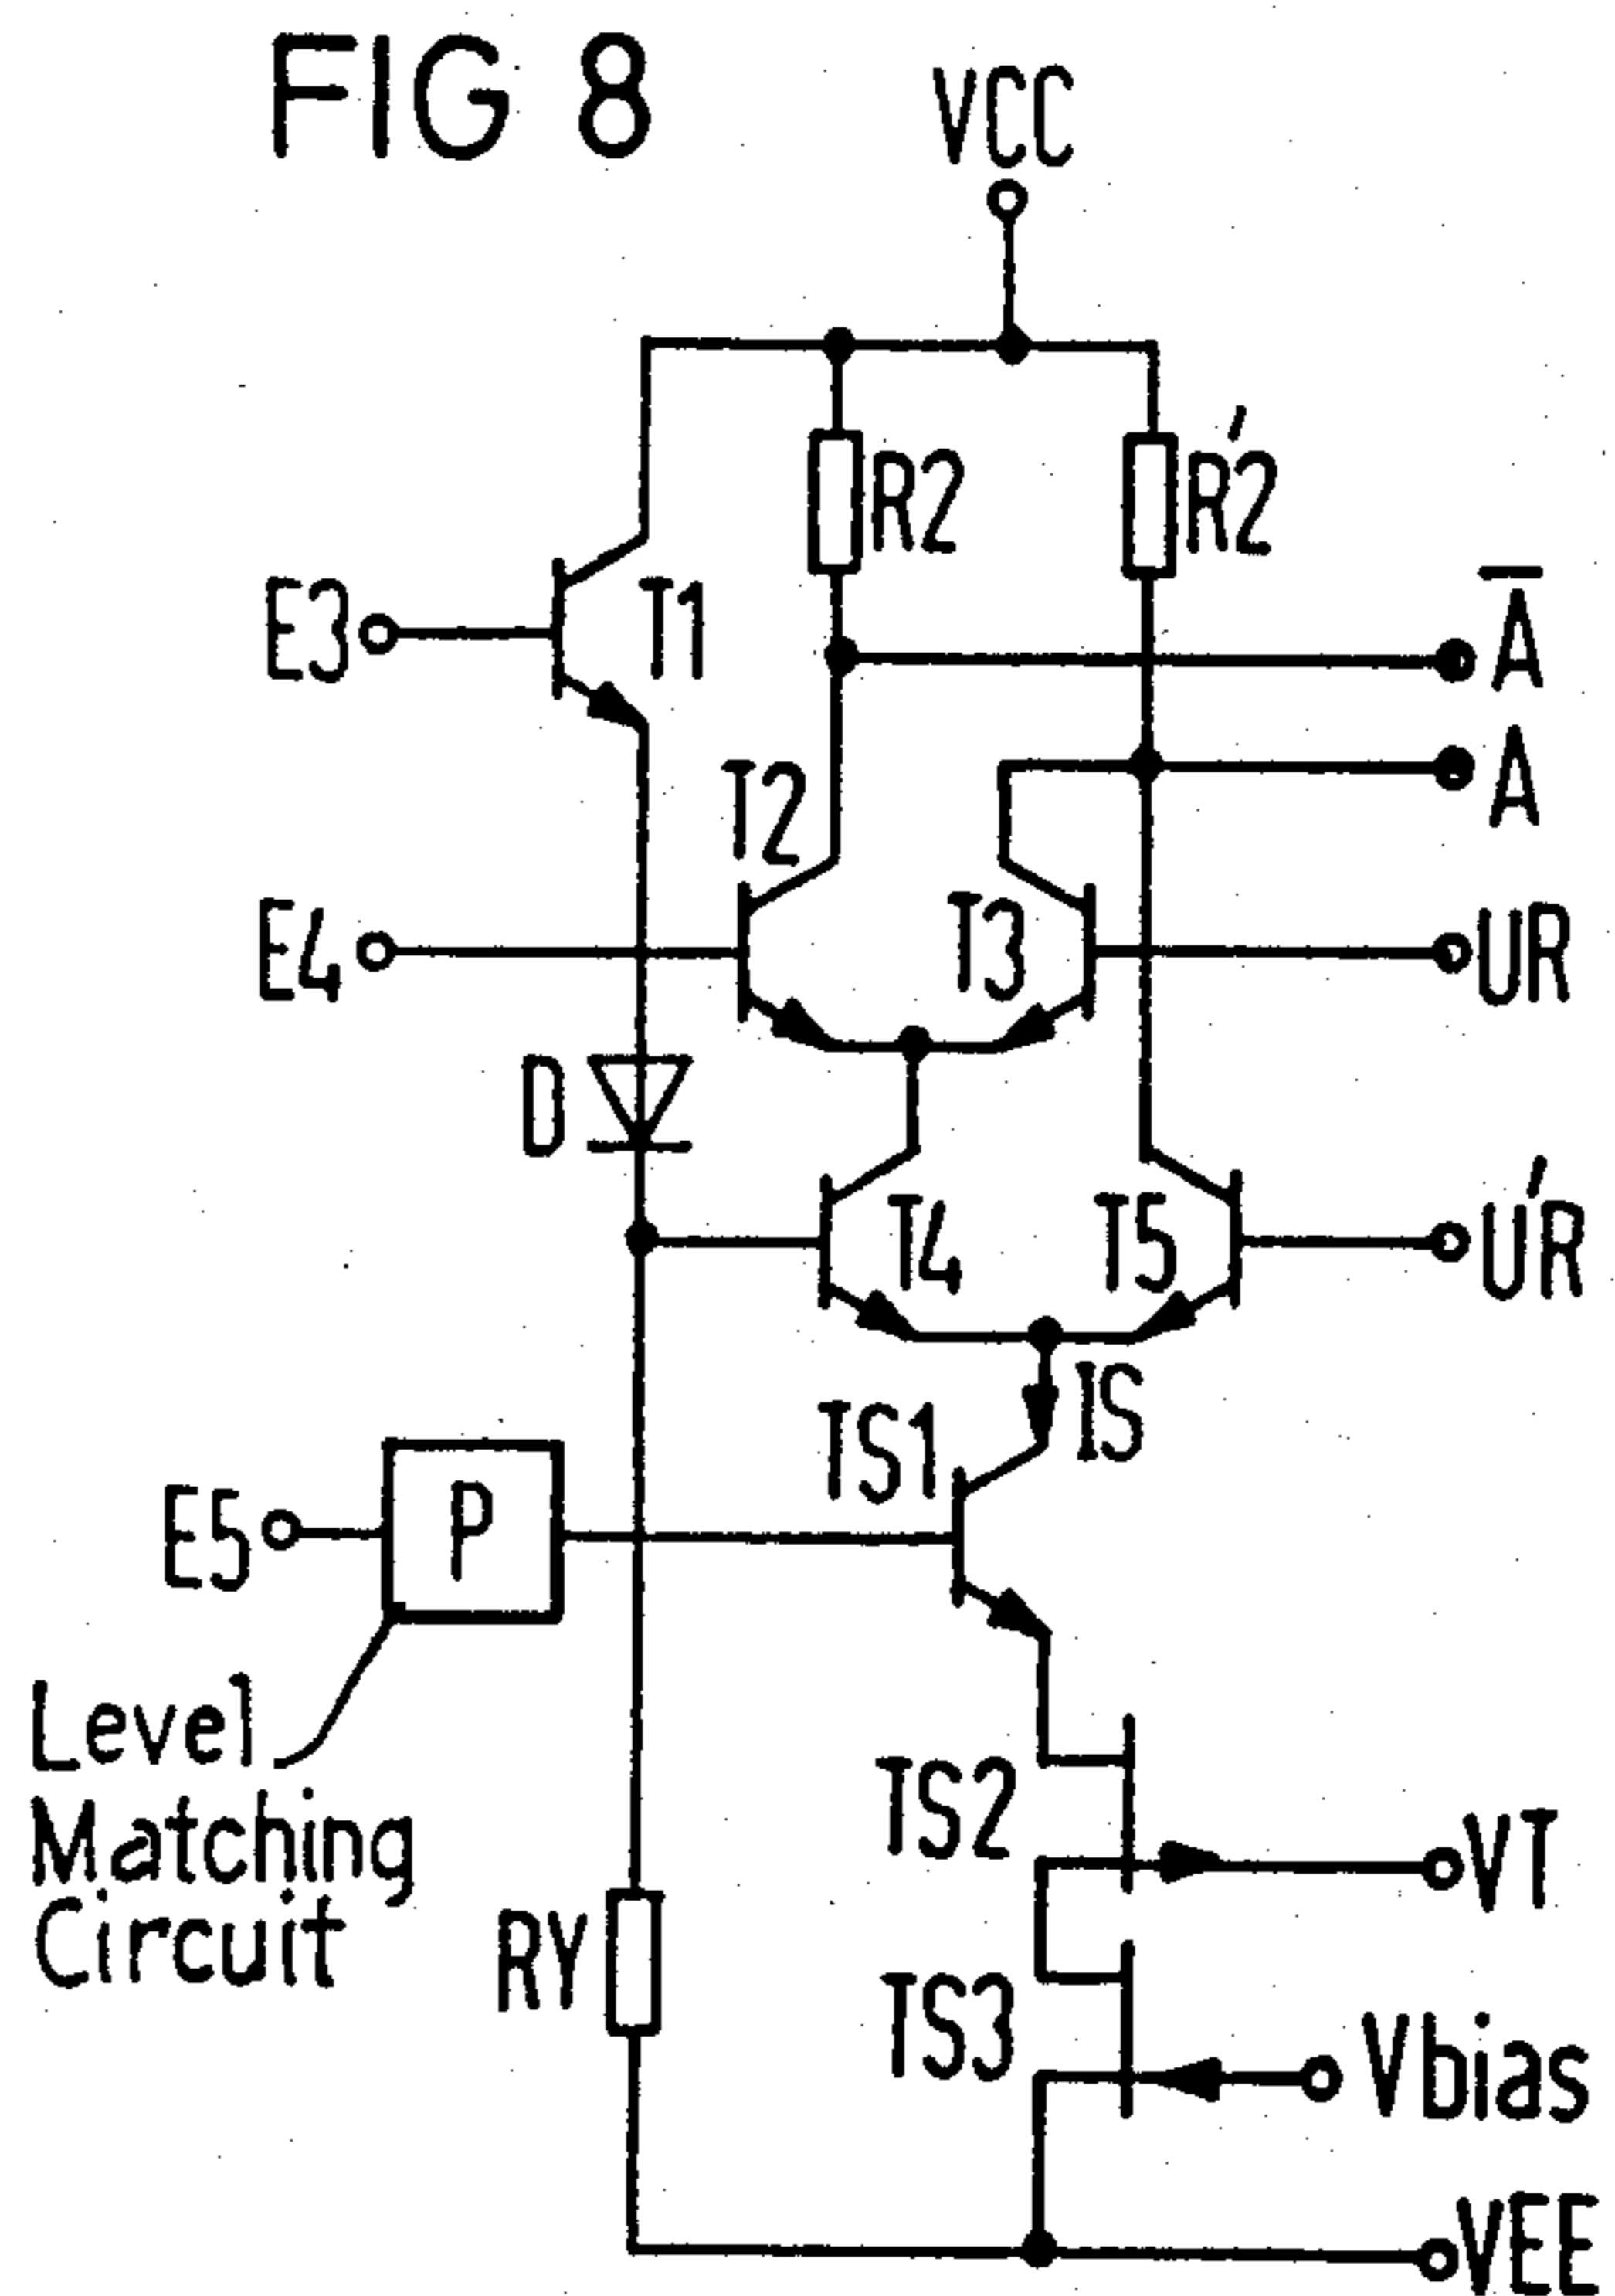 FIG 8
VCC
R2
R'2
E3
T1
A̅
A
T2
E4
T3
UR
D
T4
T5
U'R
IS
TS1
E5
P
Level
Matching
Circuit
TS2
VT
RY
TS3
Vbias
VEE